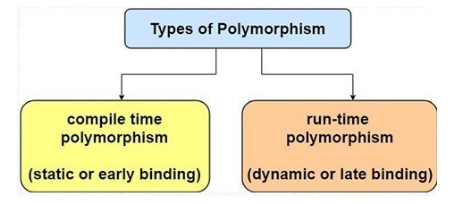 Types of Polymorphism
compile time
polymorphism
(static or early binding)
run-time
polymorphism
(dynamic or late binding)